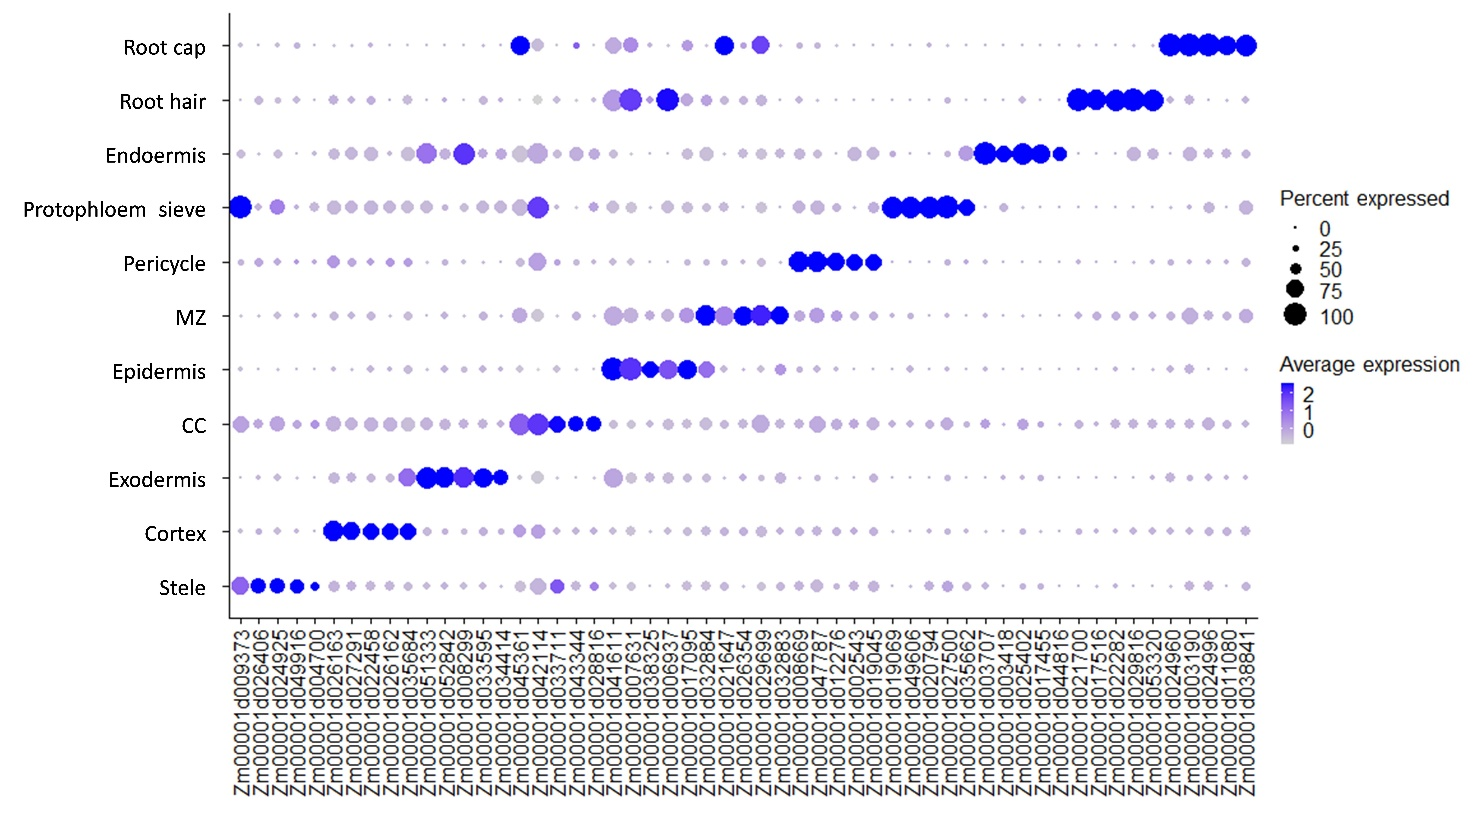 Root cap
Root hair
Endoermis
Protophloem sieve
Pericycle
MZ
Epidermis
CC
Exodermis
Cortex
Stele
Percent expressed
0
25
50
75
100
Average expression
2
1
0
Zm00001d009373
Zm00001d026406
Zm00001d024925
Zm00001d049916
Zm00001d004700
Zm00001d026163
Zm00001d027291
Zm00001d022458
Zm00001d026162
Zm00001d035684
Zm00001d051333
Zm00001d052842
Zm00001d006299
Zm00001d033595
Zm00001d034414
Zm00001d045361
Zm00001d042114
Zm00001d033711
Zm00001d043344
Zm00001d028816
Zm00001d041611
Zm00001d007631
Zm00001d038325
Zm00001d006937
Zm00001d017095
Zm00001d032884
Zm00001d021647
Zm00001d026354
Zm00001d029699
Zm00001d032883
Zm00001d008669
Zm00001d047787
Zm00001d012276
Zm00001d002543
Zm00001d019045
Zm00001d019069
Zm00001d049606
Zm00001d020794
Zm00001d027500
Zm00001d035662
Zm00001d003707
Zm00001d003418
Zm00001d025402
Zm00001d017455
Zm00001d044816
Zm00001d021700
Zm00001d017516
Zm00001d022282
Zm00001d029816
Zm00001d053320
Zm00001d024960
Zm00001d003190
Zm00001d024996
Zm00001d011080
Zm00001d038841